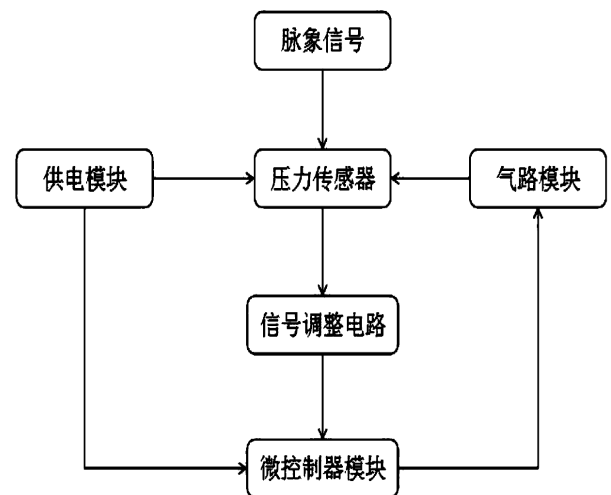 脉象信号
供电模块
压力传感器
气路模块
信号调整电路
微控制器模块